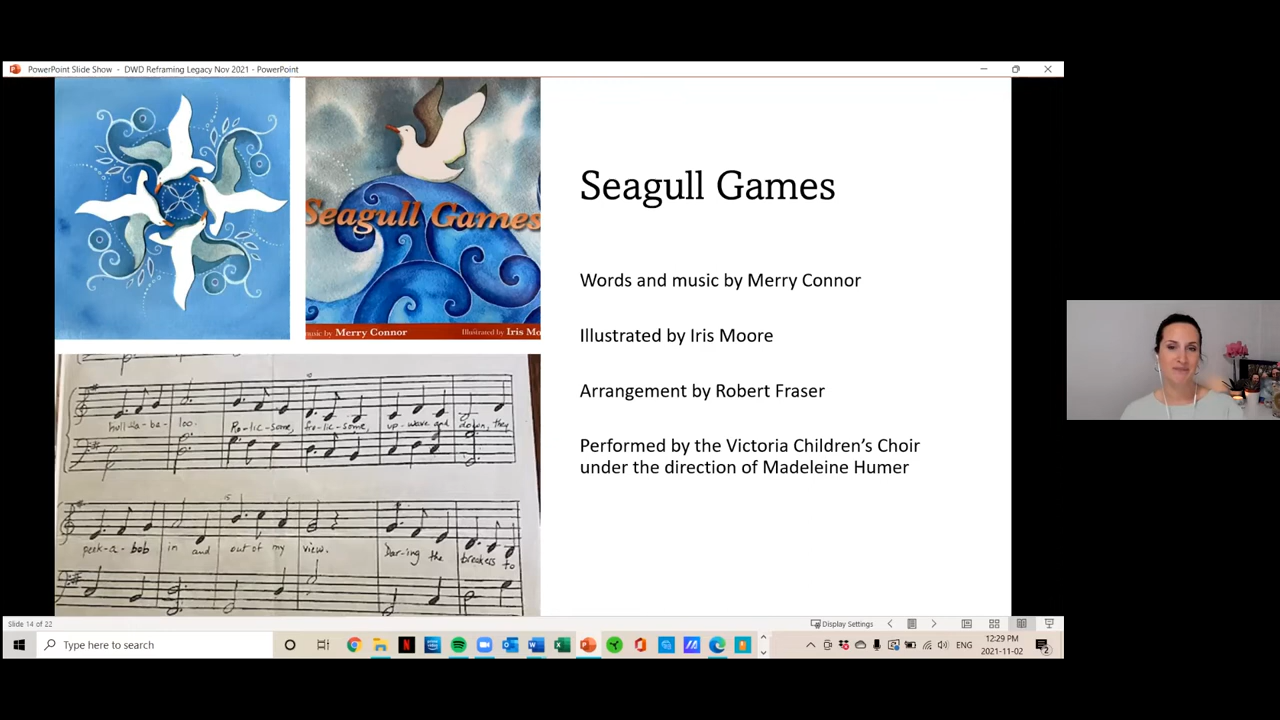 PowerPoint Slide Show - DWD Reframing Legacy Nov 2021 - PowerPoint
Seagull Games
music by Merry Connor
Illustrated by Iris Mo
hull-a-ba-loo. Ro-lic-some, fro-lic-some, up-wave and down, they
peek-a-bob in and out of my view. Dar-ing the breakers to
Seagull Games
Words and music by Merry Connor
Illustrated by Iris Moore
Arrangement by Robert Fraser
Performed by the Victoria Children's Choir
under the direction of Madeleine Humer
Slide 14 of 22
Display Settings
Type here to search
ENG
12:29 PM
2021-11-02
2